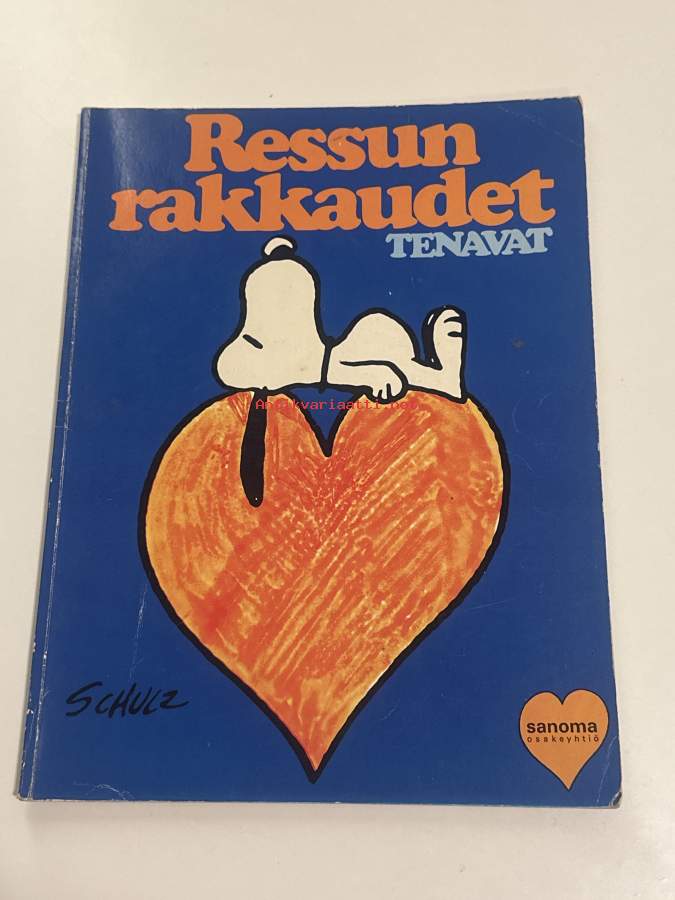 Ressun
rakkaudet
TENAVAT
Antikvariaatti.net
SCHULZ
sanoma
osakeyhtiö